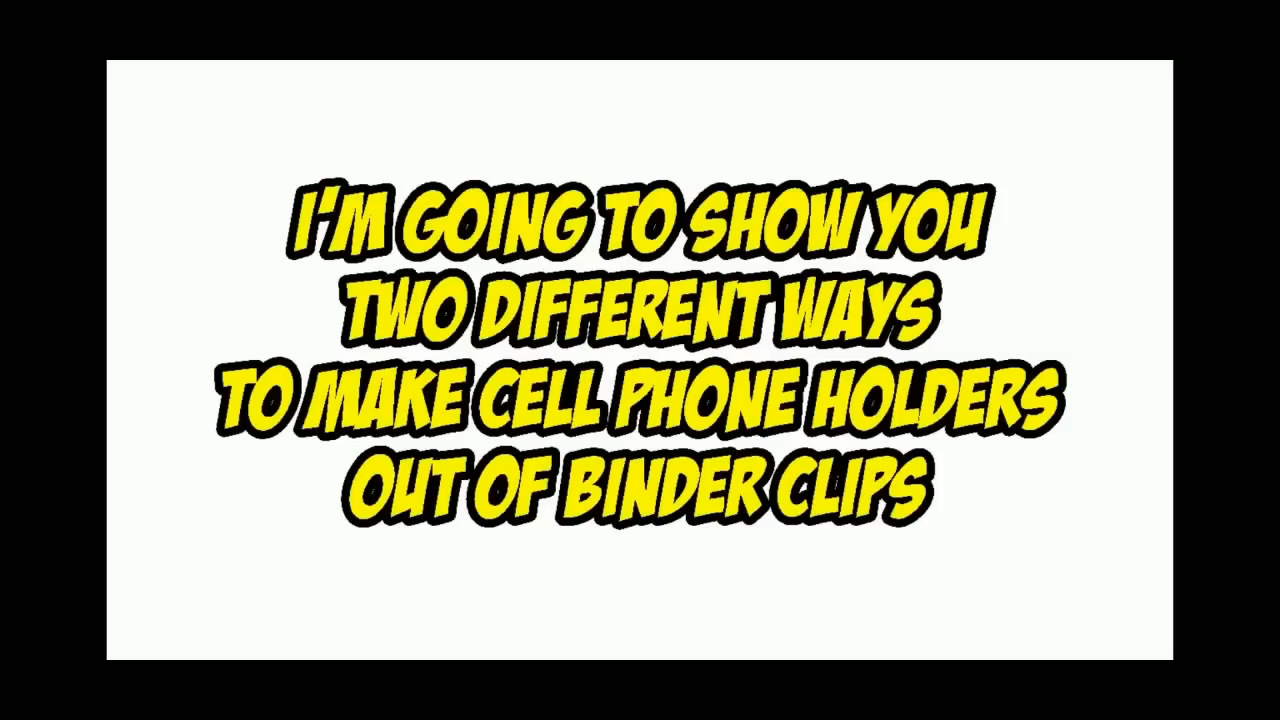 I'M GOING TO SHOW YOU
TWO DIFFERENT WAYS
TO MAKE CELL PHONE HOLDERS
OUT OF BINDER CLIPS